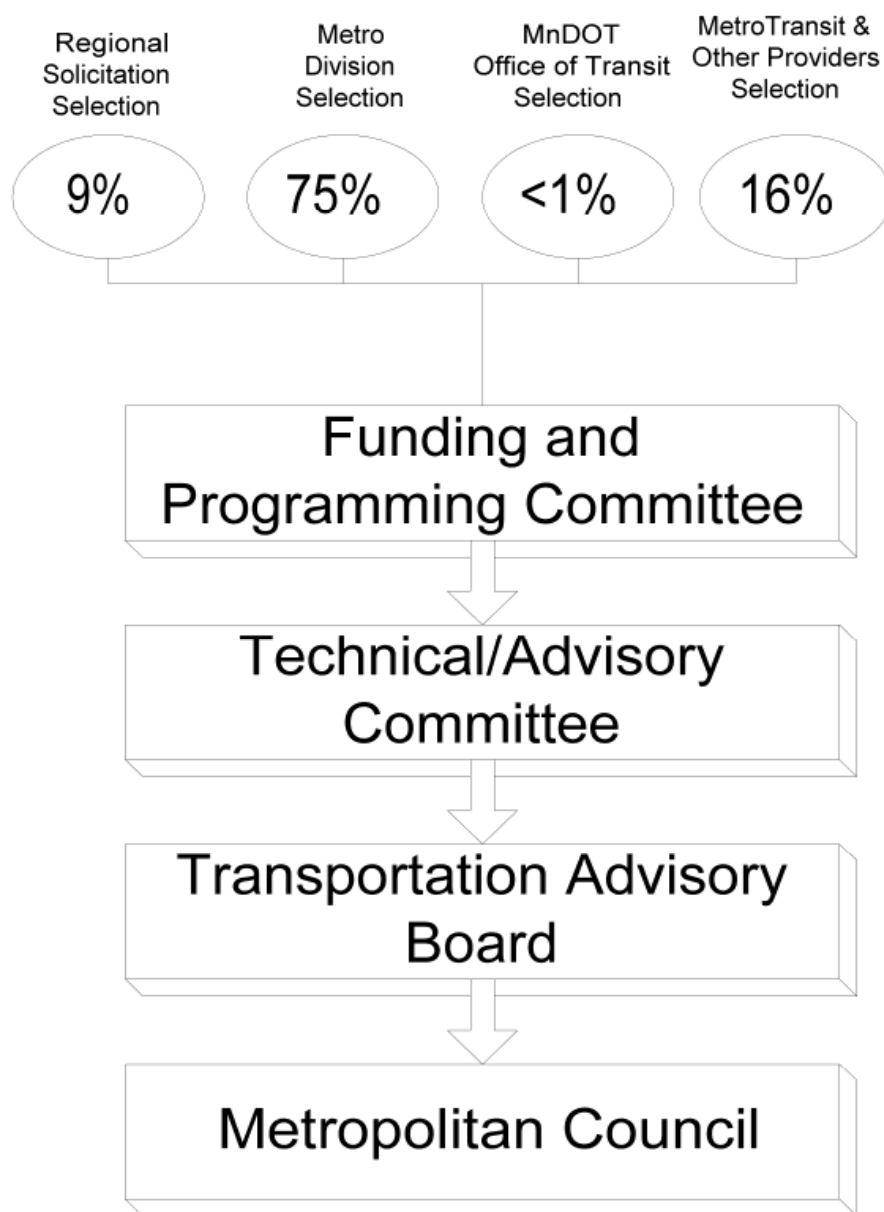 Regional
Solicitation
Selection
Metro
Division
Selection
MnDOT
Office of Transit
Selection
MetroTransit &
Other Providers
Selection
9%
75%
<1%
16%
Funding and
Programming Committee
Technical/Advisory
Committee
Transportation Advisory
Board
Metropolitan Council